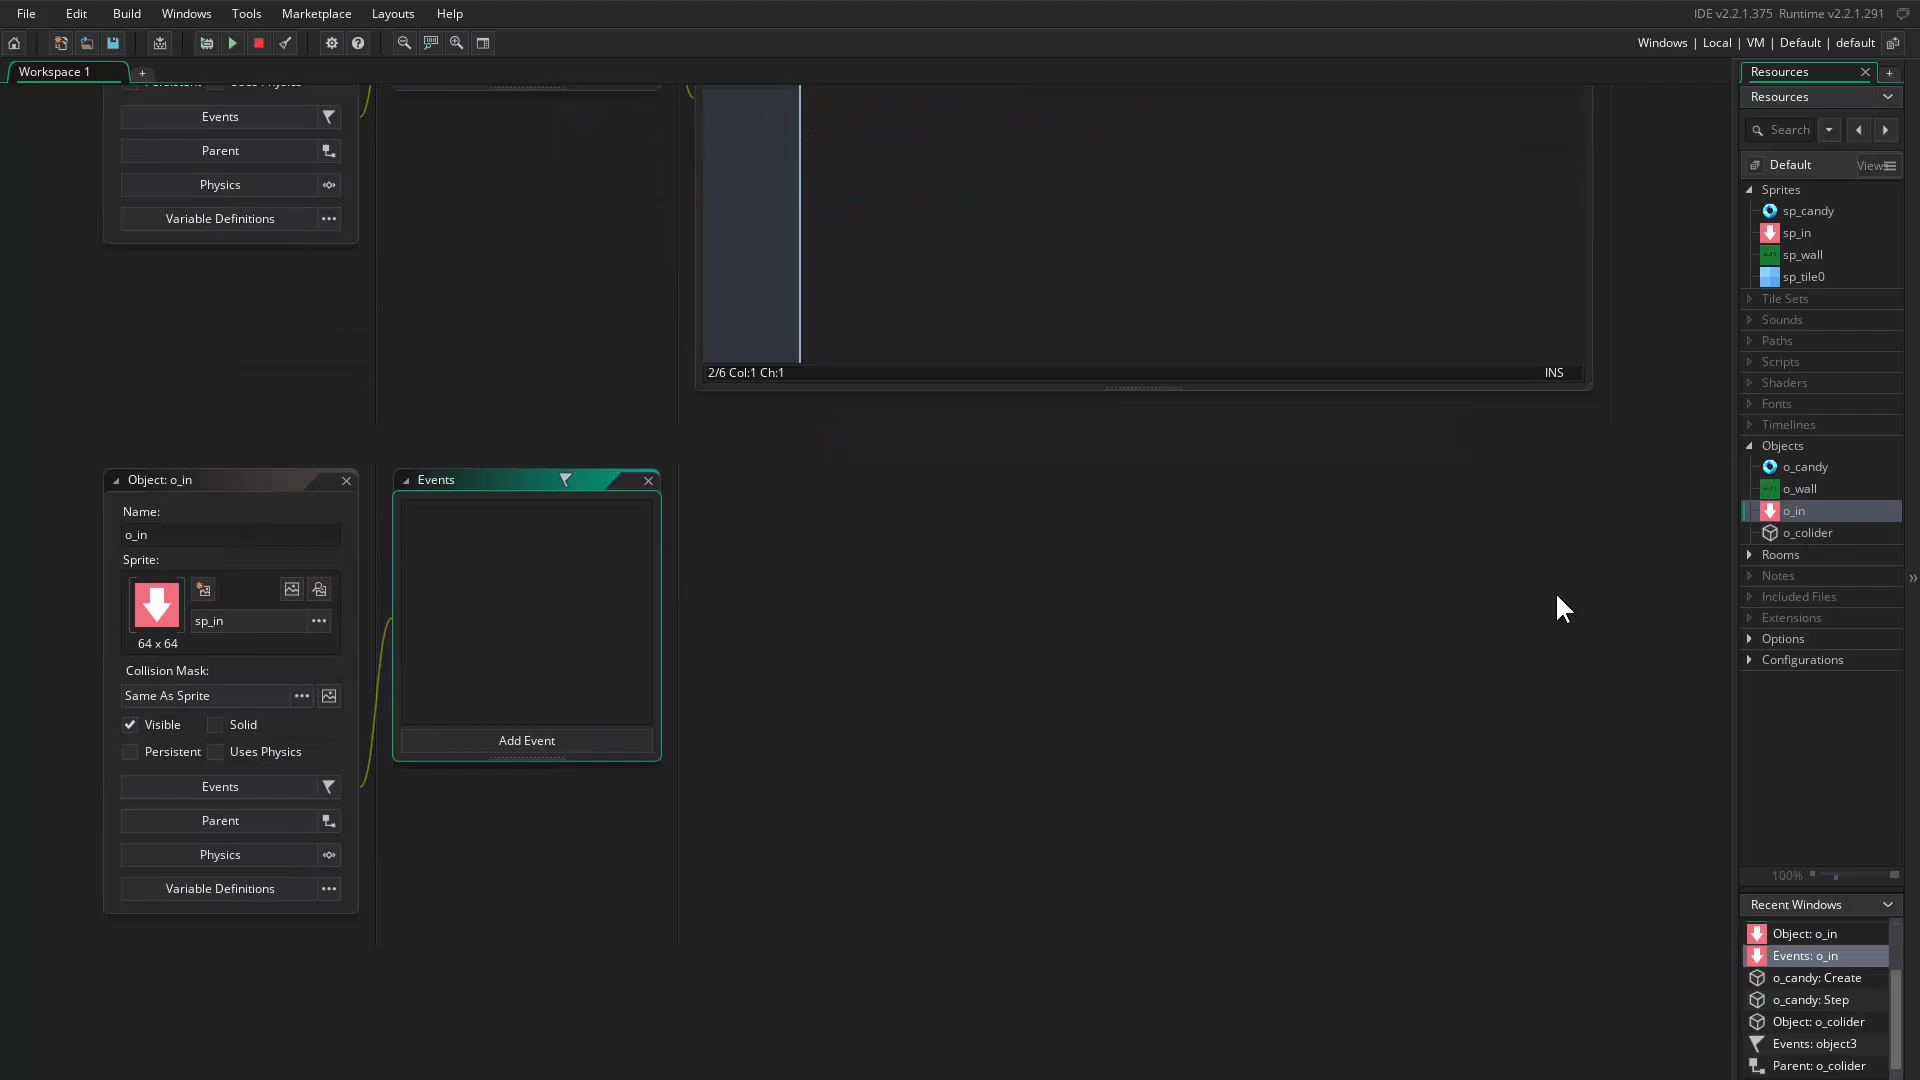 File Edit Build Windows Tools Marketplace Layouts Help
IDE v2.2.1.375 Runtime v2.2.1.291
Windows | Local | VM | Default | default
Workspace 1
Persistent Uses Physics
Events
Parent
Physics
Variable Definitions
2/6 Col:1 Ch:1 INS
Object: o_in
Name:
o_in
Sprite:
sp_in
64 x 64
Collision Mask:
Same As Sprite
Visible Solid
Persistent Uses Physics
Events
Parent
Physics
Variable Definitions
Events
Add Event
Resources
Resources
Search
Default View
Sprites
sp_candy
sp_in
sp_wall
sp_tile0
Tile Sets
Sounds
Paths
Scripts
Shaders
Fonts
Timelines
Objects
o_candy
o_wall
o_in
o_colider
Rooms
Notes
Included Files
Extensions
Options
Configurations
100%
Recent Windows
Object: o_in
Events: o_in
o_candy: Create
o_candy: Step
Object: o_colider
Events: object3
Parent: o_colider